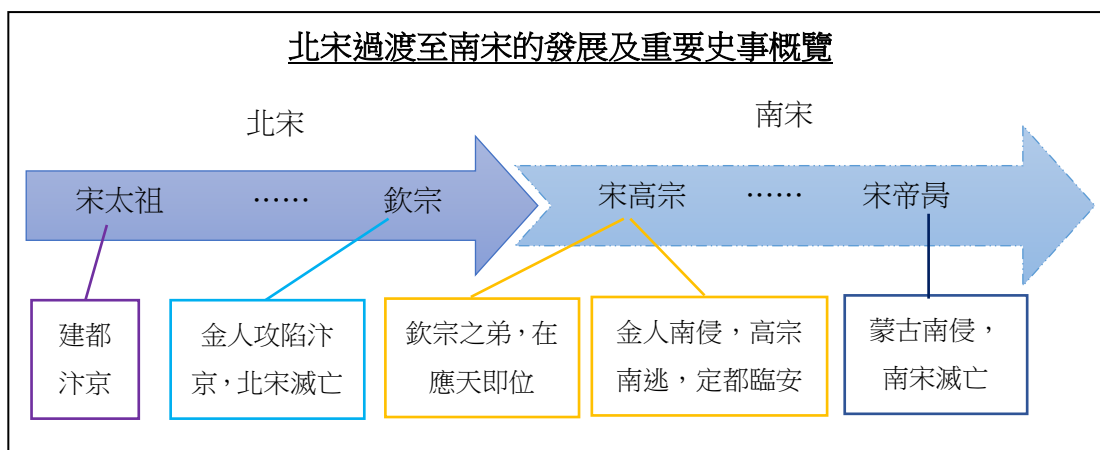 北宋過渡至南宋的發展及重要史事概覽
北宋
南宋
宋太祖
……
欽宗
宋高宗
……
宋帝昺
建都
汴京
金人攻陷汴
京，北宋滅亡
欽宗之弟，在
應天即位
金人南侵，高宗
南逃，定都臨安
蒙古南侵，
南宋滅亡